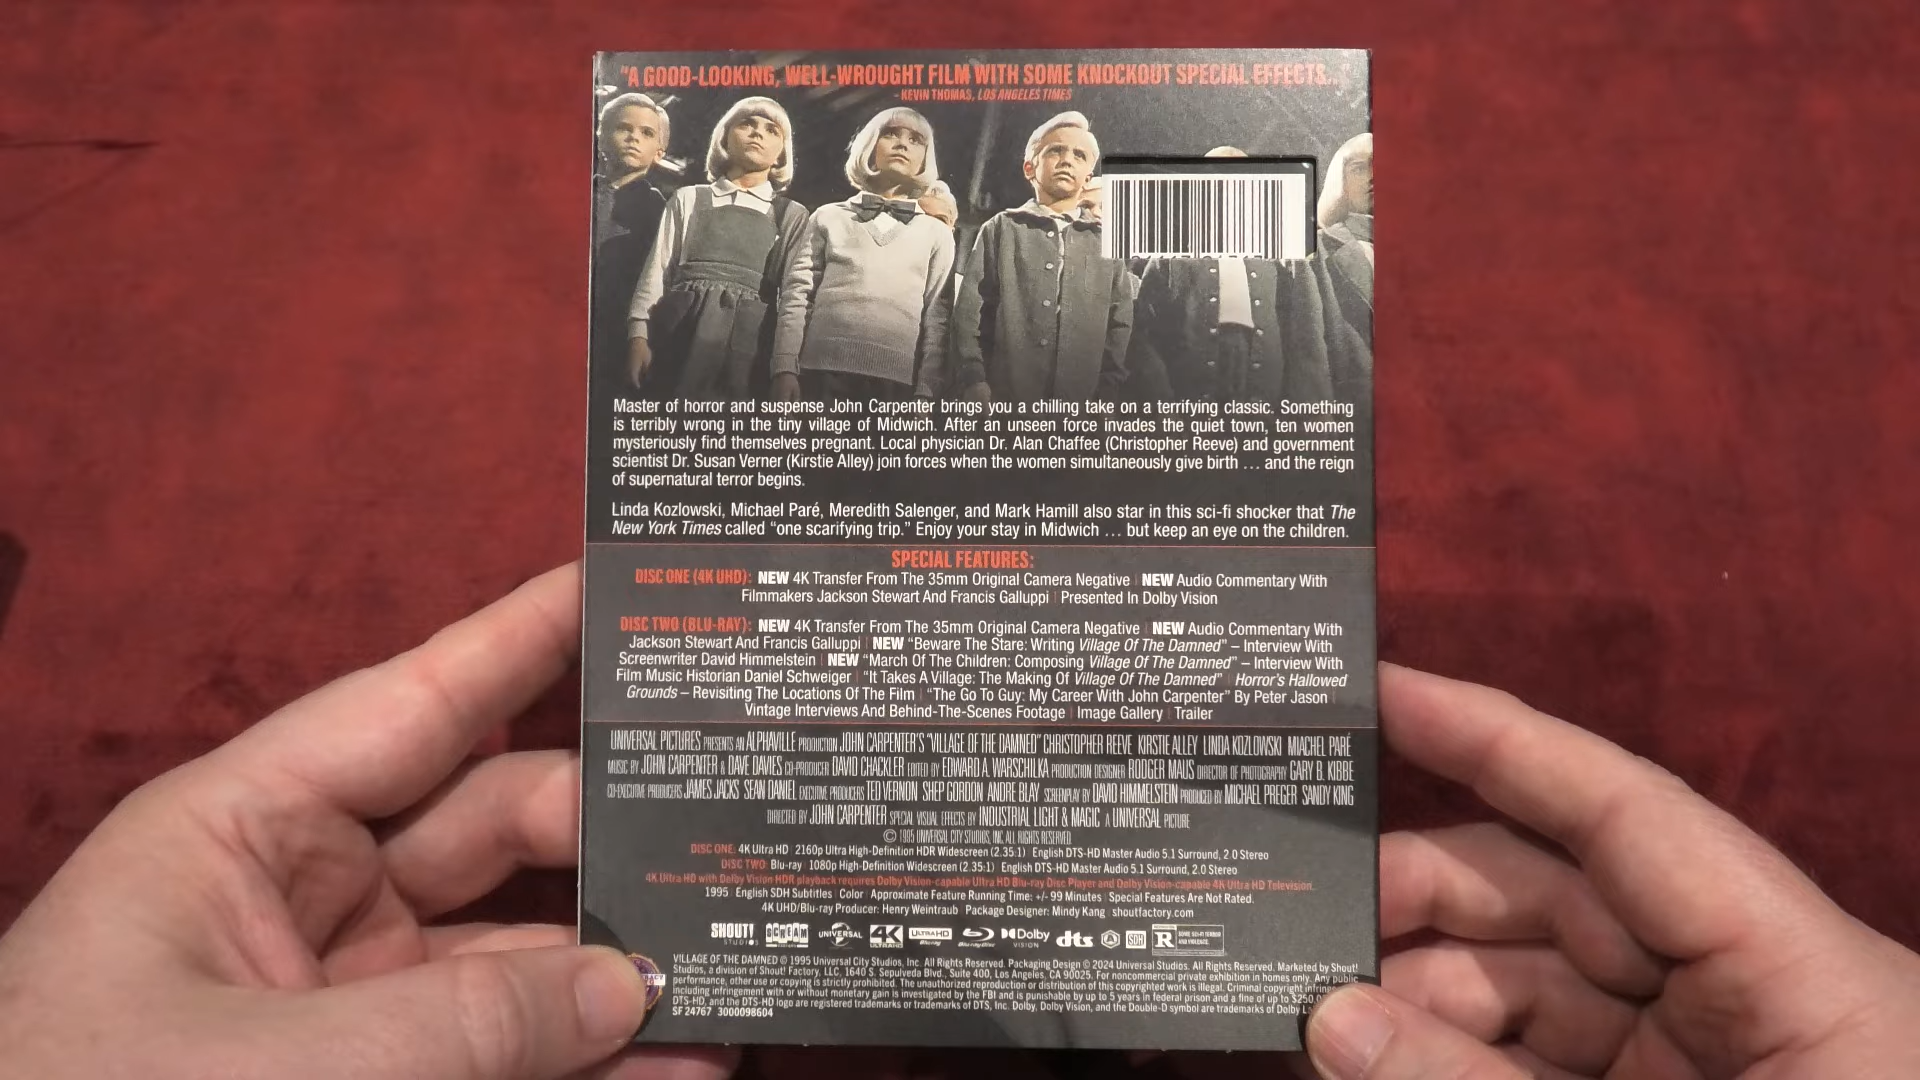 "A GOOD-LOOKING, WELL-WROUGHT FILM WITH SOME KNOCKOUT SPECIAL EFFECTS..."
- KEVIN THOMAS, LOS ANGELES TIMES
Master of horror and suspense John Carpenter brings you a chilling take on a terrifying classic. Something
is terribly wrong in the tiny village of Midwich. After an unseen force invades the quiet town, ten women
mysteriously find themselves pregnant. Local physician Dr. Alan Chaffee (Christopher Reeve) and government
scientist Dr. Susan Verner (Kirstie Alley) join forces when the women simultaneously give birth ... and the reign
of supernatural terror begins.
Linda Kozlowski, Michael Paré, Meredith Salenger, and Mark Hamill also star in this sci-fi shocker that The
New York Times called "one scarifying trip." Enjoy your stay in Midwich ... but keep an eye on the children.
SPECIAL FEATURES:
DISC ONE (4K UHD): NEW 4K Transfer From The 35mm Original Camera Negative | NEW Audio Commentary With
Filmmakers Jackson Stewart And Francis Galluppi | Presented In Dolby Vision
DISC TWO (BLU-RAY): NEW 4K Transfer From The 35mm Original Camera Negative | NEW Audio Commentary With
Jackson Stewart And Francis Galluppi | NEW "Beware The Stare: Writing Village Of The Damned" – Interview With
Screenwriter David Himmelstein | NEW "March Of The Children: Composing Village Of The Damned" – Interview With
Film Music Historian Daniel Schweiger | "It Takes A Village: The Making Of Village Of The Damned" | Horror's Hallowed
Grounds – Revisiting The Locations Of The Film | "The Go To Guy: My Career With John Carpenter" By Peter Jason |
Vintage Interviews And Behind-The-Scenes Footage | Image Gallery | Trailer
UNIVERSAL PICTURES PRESENTS AN ALPHAVILLE PRODUCTION JOHN CARPENTER'S "VILLAGE OF THE DAMNED" CHRISTOPHER REEVE KIRSTIE ALLEY LINDA KOZLOWSKI MIACHEL PARÉ
MUSIC BY JOHN CARPENTER & DAVE DAVIES CO-PRODUCER DAVID CHACKLER EDITED BY EDWARD A. WARSCHILKA PRODUCTION DESIGNER RODGER MAUS DIRECTOR OF PHOTOGRAPHY GARY B. KIBBE
CO-EXECUTIVE PRODUCERS JAMES JACKS SEAN DANIEL EXECUTIVE PRODUCERS TED VERNON SHEP GORDON ANDRE BLAY SCREENPLAY BY DAVID HIMMELSTEIN PRODUCED BY MICHAEL PREGER SANDY KING
DIRECTED BY JOHN CARPENTER SPECIAL VISUAL EFFECTS BY INDUSTRIAL LIGHT & MAGIC A UNIVERSAL PICTURE
© 1995 UNIVERSAL CITY STUDIOS, INC. ALL RIGHTS RESERVED.
DISC ONE: 4K Ultra HD | 2160p Ultra High-Definition HDR Widescreen (2.35:1) | English DTS-HD Master Audio 5.1 Surround, 2.0 Stereo
DISC TWO: Blu-ray | 1080p High-Definition Widescreen (2.35:1) | English DTS-HD Master Audio 5.1 Surround, 2.0 Stereo
4K Ultra HD with Dolby Vision HDR playback requires Dolby Vision-capable Ultra HD Blu-ray Disc Player and Dolby Vision-capable 4K Ultra HD Television.
1995 | English SDH Subtitles | Color | Approximate Feature Running Time: +/- 99 Minutes | Special Features Are Not Rated.
4K UHD/Blu-ray Producer: Henry Weintraub | Package Designer: Mindy Kang | shoutfactory.com
SHOUT! STUDIOS SCREAM UNIVERSAL 4K ULTRAHD ULTRA HD Blu-ray Blu-ray Disc Dolby VISION dts SDH R SOME SCI-FI TERROR AND VIOLENCE
VILLAGE OF THE DAMNED © 1995 Universal City Studios, Inc. All Rights Reserved. Packaging Design © 2024 Universal Studios. All Rights Reserved. Marketed by Shout!
Studios, a division of Shout! Factory, LLC, 1640 S. Sepulveda Blvd., Suite 400, Los Angeles, CA 90025. For noncommercial private exhibition in homes only. Any public
performance, other use or copying is strictly prohibited. The unauthorized reproduction or distribution of this copyrighted work is illegal. Criminal copyright
including infringement with or without monetary gain is investigated by the FBI and is punishable by up to 5 years in federal prison and a fine of up to
DTS-HD, and the DTS-HD logo are registered trademarks or trademarks of DTS, Inc. Dolby, Dolby Vision, and the Double-D symbol are trademarks of Dolby
SF 24767 3000098604